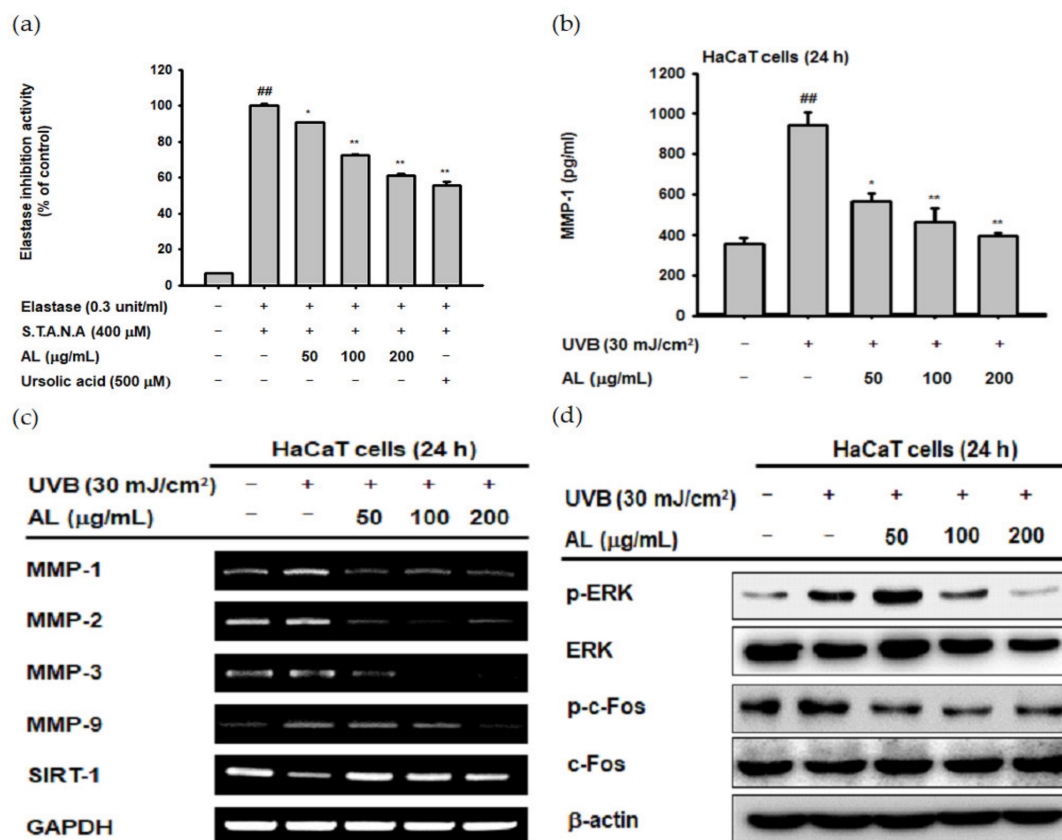 (a)
120
100
80
60
40
20
0
Elastase inhibition activity
(% of control)
##
*
**
**
**
Elastase (0.3 unit/ml) – + + + + +
S.T.A.N.A (400 μM) – + + + + +
AL (μg/mL) – – 50 100 200 –
Ursolic acid (500 μM) – – – – – +
(b)
HaCaT cells (24 h)
1200
1000
800
600
400
200
0
MMP-1 (pg/ml)
##
*
**
**
UVB (30 mJ/cm²) – + + + +
AL (μg/mL) – – 50 100 200
(c)
HaCaT cells (24 h)
UVB (30 mJ/cm²) – + + + +
AL (μg/mL) – – 50 100 200
MMP-1
MMP-2
MMP-3
MMP-9
SIRT-1
GAPDH
(d)
HaCaT cells (24 h)
UVB (30 mJ/cm²) – + + + +
AL (μg/mL) – – 50 100 200
p-ERK
ERK
p-c-Fos
c-Fos
β-actin